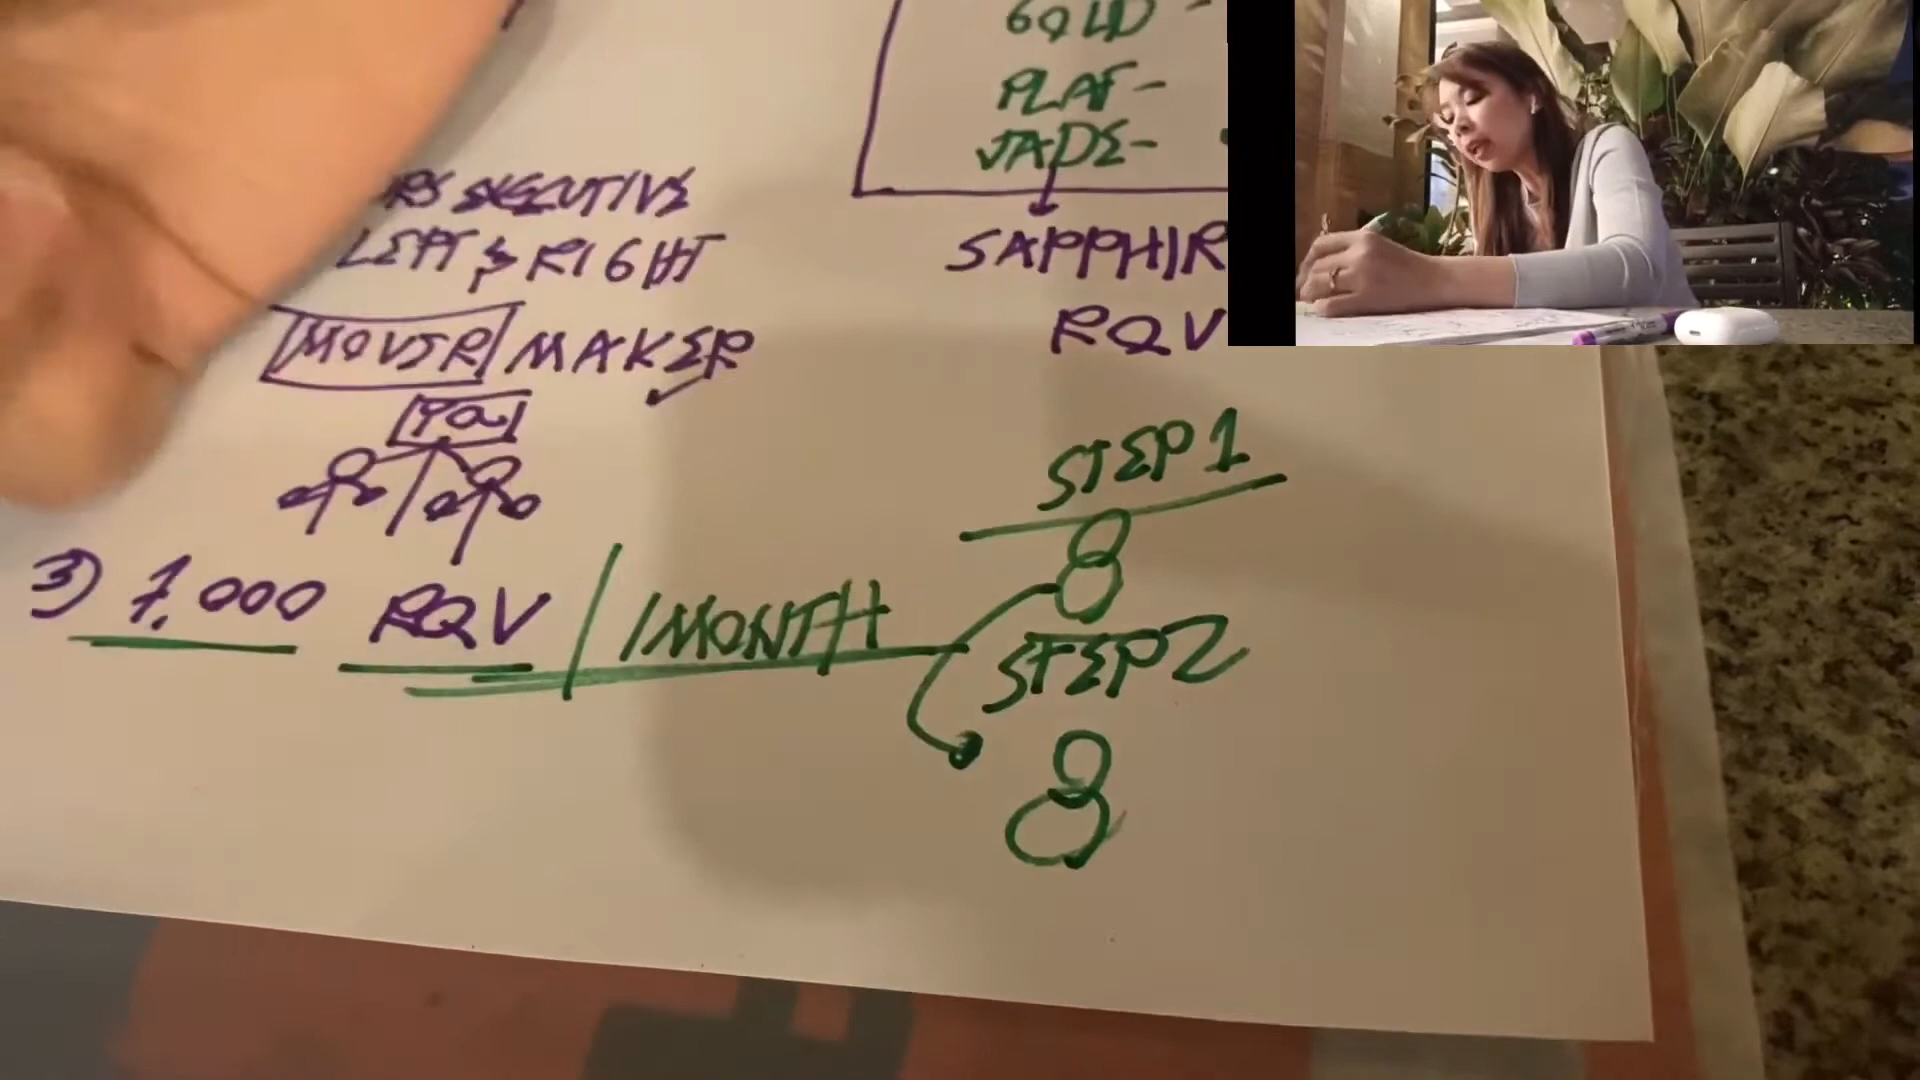 GOLD -
PLAT -
JADE -
EXECUTIVE
LEFT & RIGHT
SAPPHIR
MOVER MAKER
RQV
YOU
STEP 1
3) 1,000 RQV / /MONTH
STEP 2